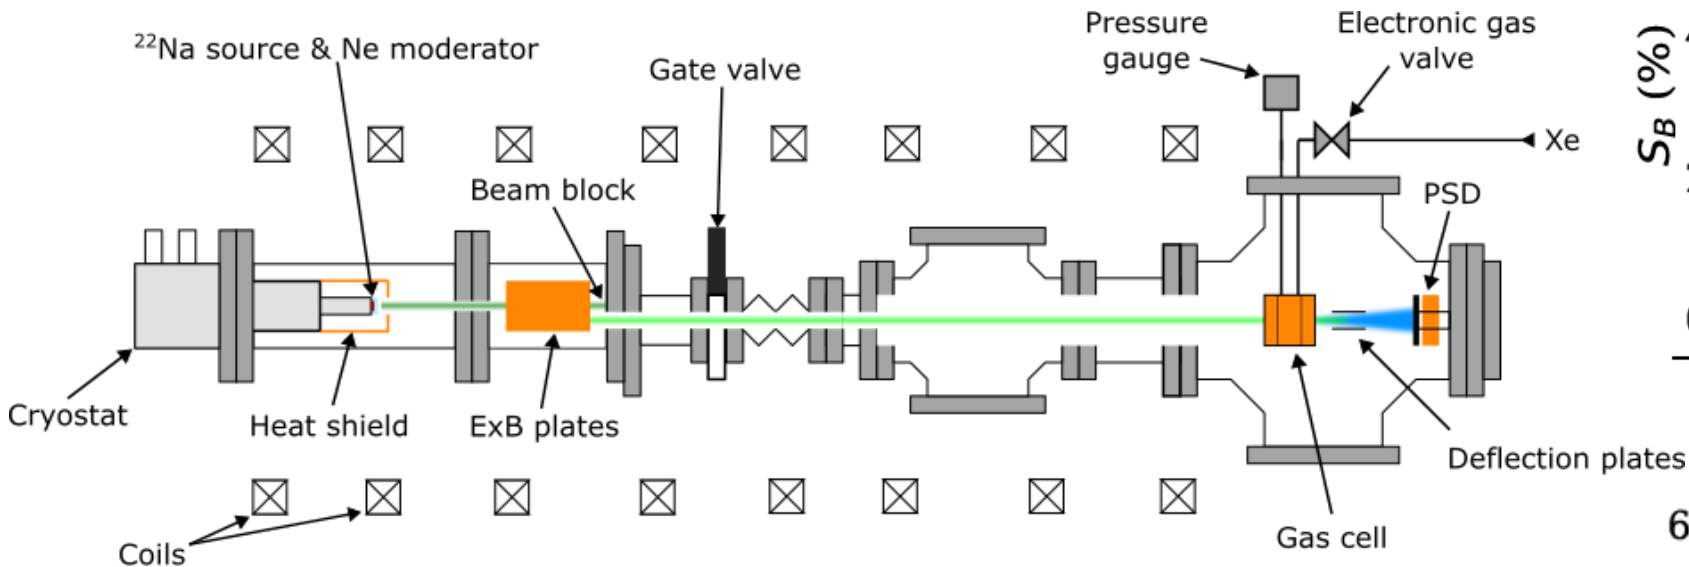 Pressure
gauge
Electronic gas
valve
²²Na source & Ne moderator
Gate valve
S_B (%)
Xe
Beam block
PSD
Cryostat
Heat shield
ExB plates
Deflection plates
Coils
Gas cell
6